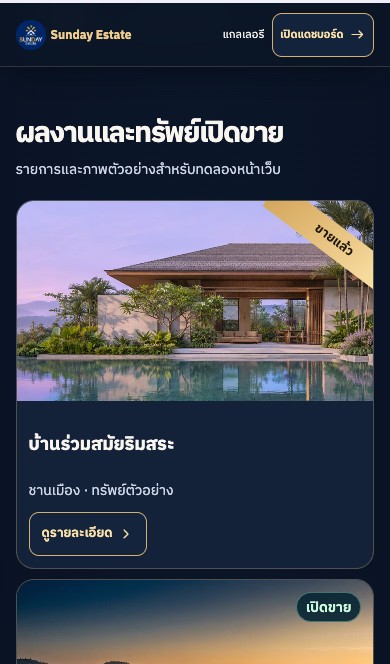 SUNDAY
ESTATE
Sunday Estate
แกลเลอรี
เปิดแดชบอร์ด
ผลงานและทรัพย์เปิดขาย
รายการและภาพตัวอย่างสำหรับทดลองหน้าเว็บ
ขายแล้ว
บ้านร่วมสมัยริมสระ
ชานเมือง · ทรัพย์ตัวอย่าง
ดูรายละเอียด
เปิดขาย